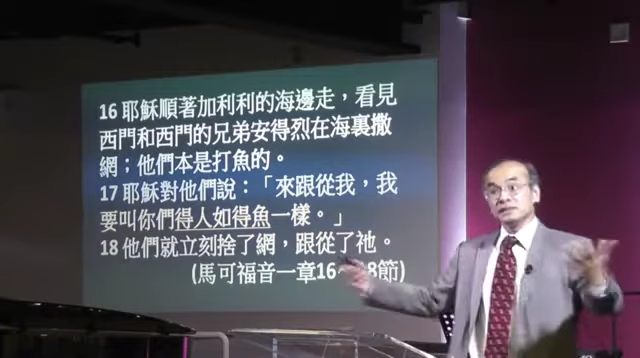 16 耶穌順著加利利的海邊走，看見
西門和西門的兄弟安得烈在海裏撒
網；他們本是打魚的。
17 耶穌對他們說：「來跟從我，我
要叫你們得人如得魚一樣。」
18 他們就立刻捨了網，跟從了祂。
(馬可福音一章16 8節)